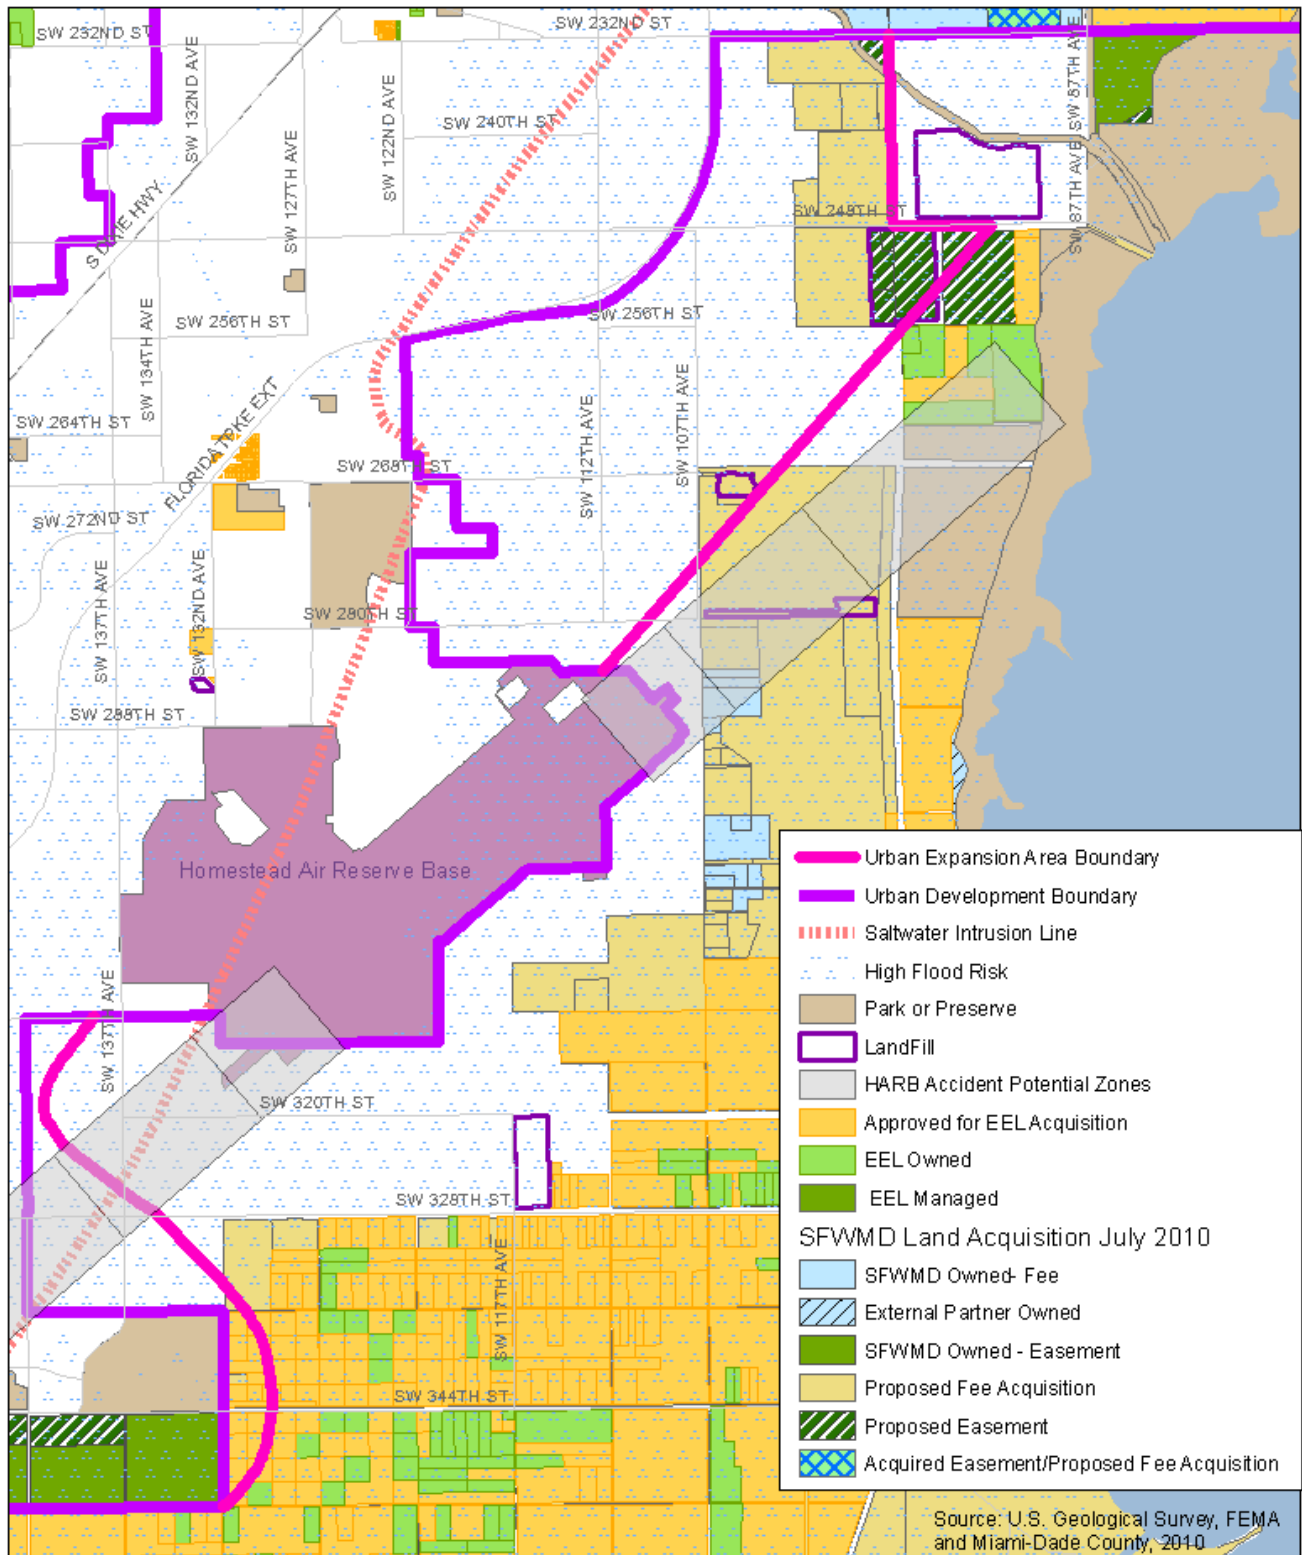 SW 232ND ST
SW 232ND ST
SW 87TH AVE
SW 132ND AVE
SW 122ND AVE
SW 240TH ST
SW 127TH AVE
SW 87TH AVE
SW 248TH ST
SW 256TH ST
SW 256TH ST
SW 134TH AVE
FLORIDA TPKE EXT
SW 264TH ST
SW 112TH AVE
SW 107TH AVE
SW 268TH ST
SW 272ND ST
SW 137TH AVE
SW 132ND AVE
SW 280TH ST
SW 288TH ST
Homestead Air Reserve Base
SW 137TH AVE
SW 320TH ST
SW 328TH ST
SW 117TH AVE
SW 344TH ST
Urban Expansion Area Boundary
Urban Development Boundary
Saltwater Intrusion Line
High Flood Risk
Park or Preserve
LandFill
HARB Accident Potential Zones
Approved for EEL Acquisition
EEL Owned
EEL Managed
SFWMD Land Acquisition July 2010
SFWMD Owned- Fee
External Partner Owned
SFWMD Owned - Easement
Proposed Fee Acquisition
Proposed Easement
Acquired Easement/Proposed Fee Acquisition
Source: U.S. Geological Survey, FEMA
and Miami-Dade County, 2010